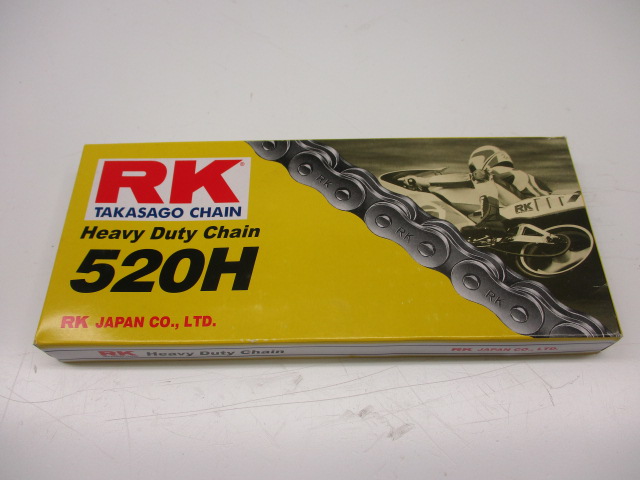 RK
TAKASAGO CHAIN
Heavy Duty Chain
520H
RK JAPAN CO., LTD.
RK
RK
RK
RK
RK Heavy Duty Chain
RK JAPAN CO., LTD.